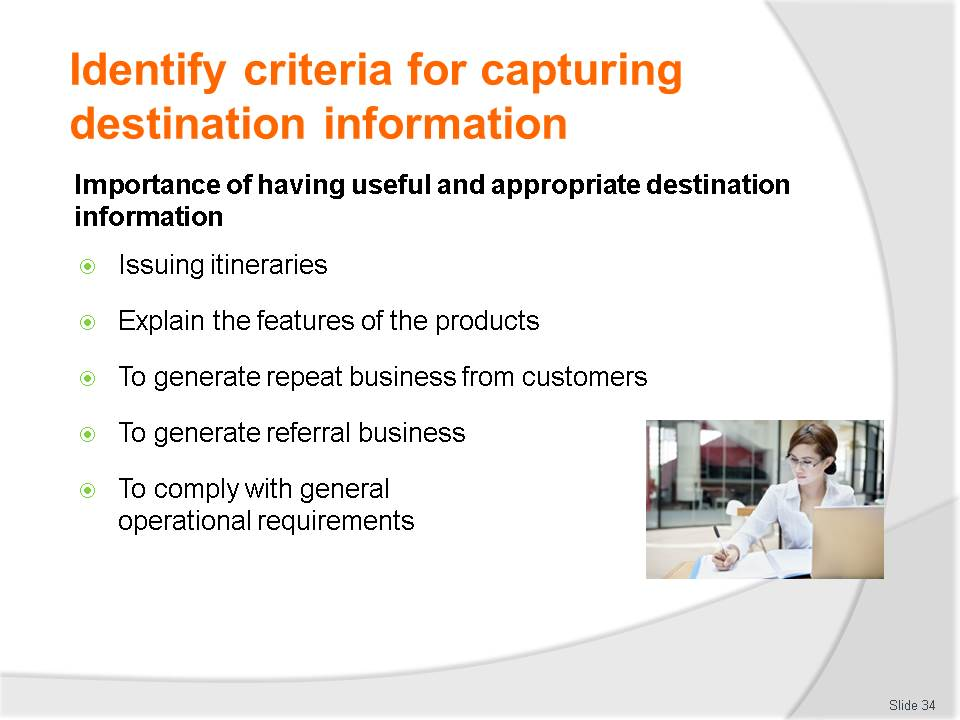 Identify criteria for capturing
destination information
Importance of having useful and appropriate destination
information
Issuing itineraries
Explain the features of the products
To generate repeat business from customers
To generate referral business
To comply with general
operational requirements
Slide 34